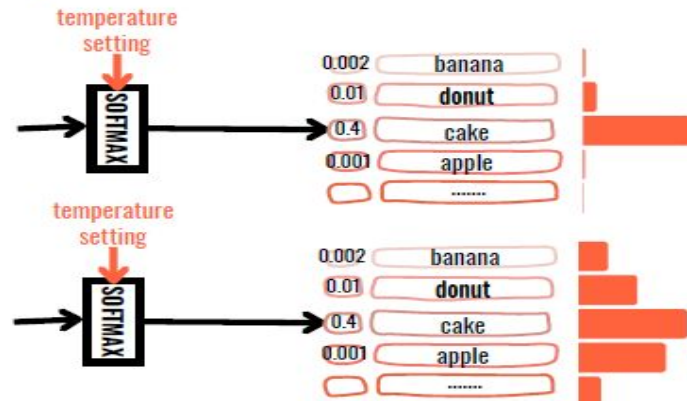 temperature
setting
SOFTMAX
0.002 banana
0.01 donut
0.4 cake
0.001 apple
.......
temperature
setting
SOFTMAX
0.002 banana
0.01 donut
0.4 cake
0.001 apple
.......